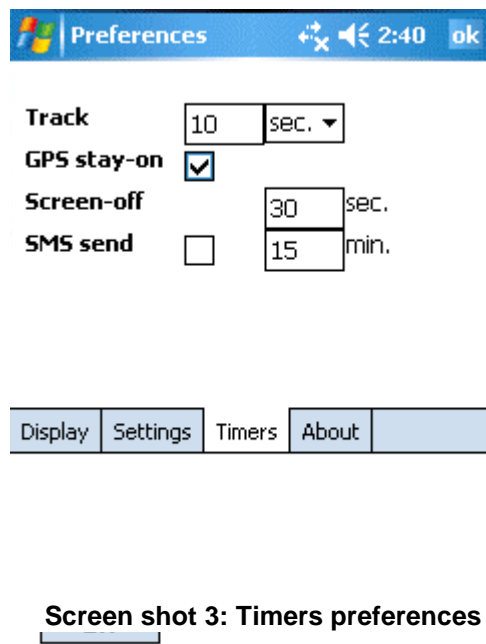 Preferences 2:40 ok
Track 10 sec.
GPS stay-on
Screen-off 30 sec.
SMS send 15 min.
Display Settings Timers About
Screen shot 3: Timers preferences